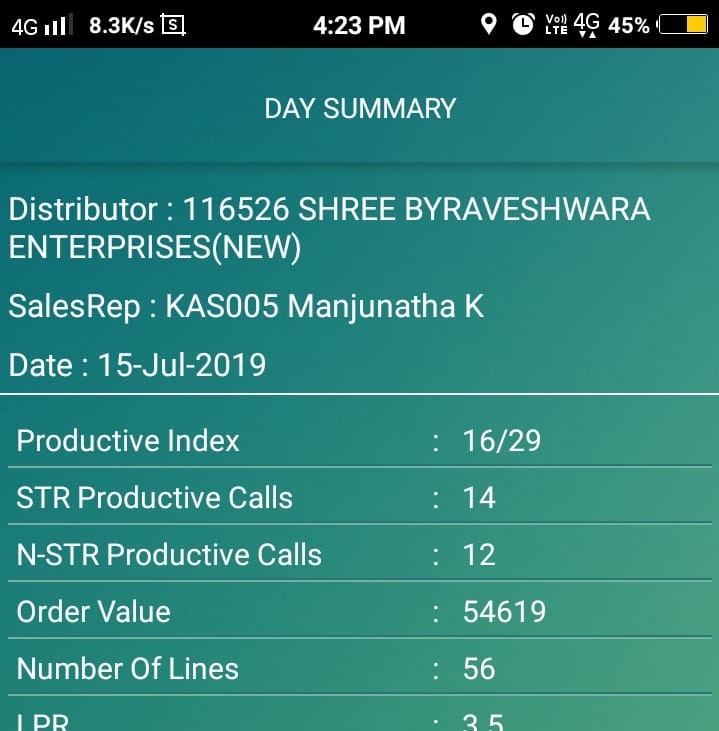 4G 8.3K/s S 4:23 PM Vo)) LTE 4G 45%
DAY SUMMARY
Distributor : 116526 SHREE BYRAVESHWARA
ENTERPRISES(NEW)
SalesRep : KAS005 Manjunatha K
Date : 15-Jul-2019
Productive Index : 16/29
STR Productive Calls : 14
N-STR Productive Calls : 12
Order Value : 54619
Number Of Lines : 56
LPR : 3.5